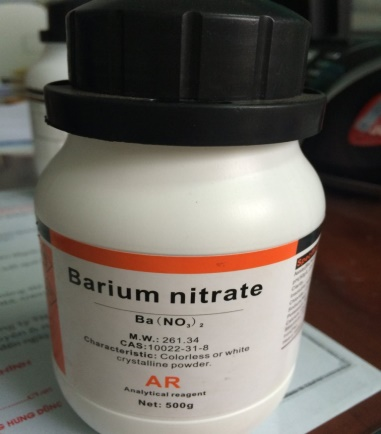 Barium nitrate
Ba(NO₃)₂
M.W.: 261.34
CAS:10022-31-8
Characteristic: Colorless or white
crystalline powder.
AR
Analytical reagent
Net: 500g